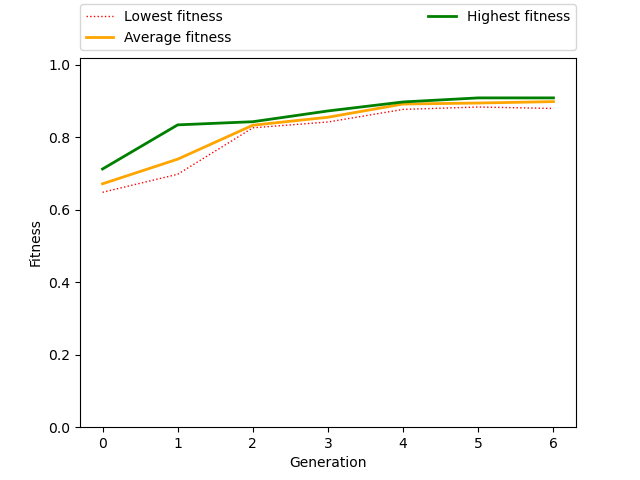 Lowest fitness
Average fitness
Highest fitness
1.0
0.8
0.6
0.4
0.2
0.0
Fitness
0 1 2 3 4 5 6
Generation